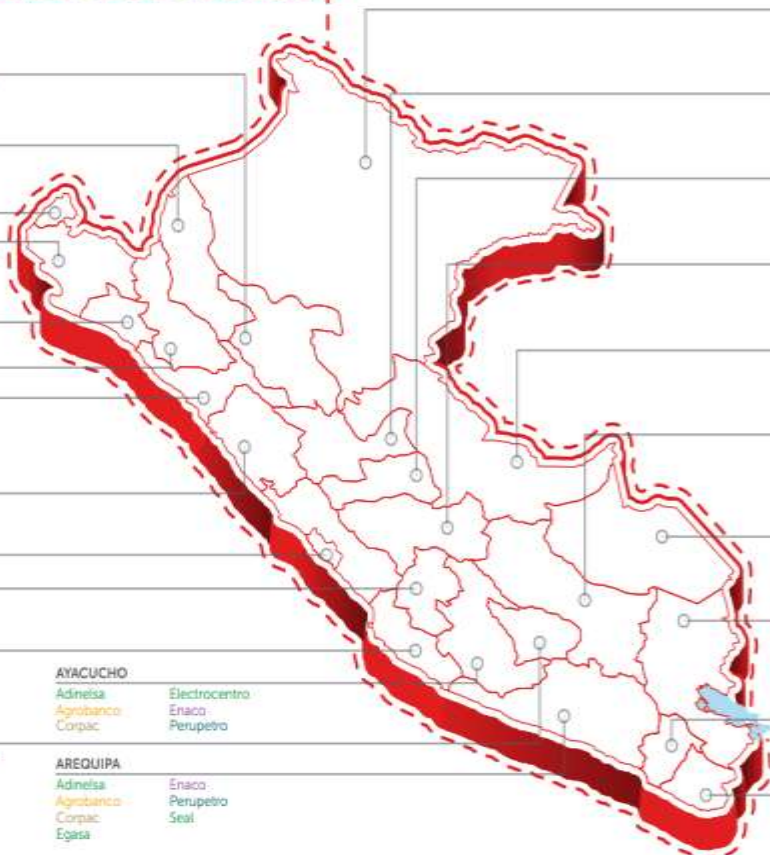 AYACUCHO
Adinelsa Electrocentro
Agrobanco Enaco
Corpac Perupetro
AREQUIPA
Adinelsa Enaco
Agrobanco Perupetro
Corpac Seal
Egasa